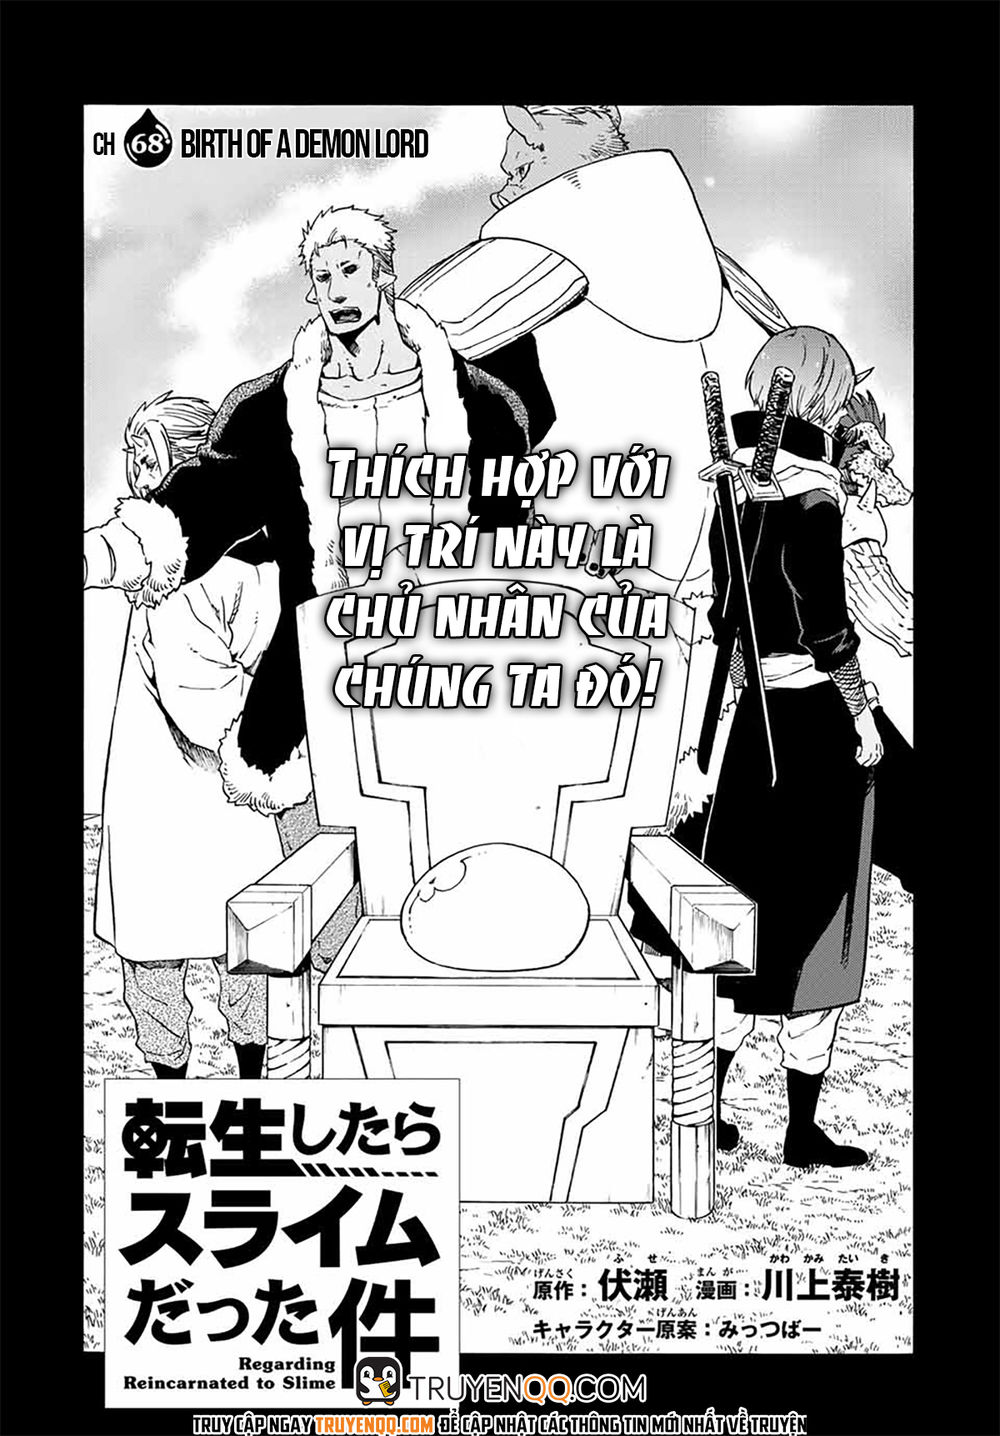 CH 68 BIRTH OF A DEMON LORD
THÍCH HỢP VỚI
VỊ TRÍ NÀY LÀ
CHỦ NHÂN CỦA
CHÚNG TA ĐÓ!
転生したら
スライム
だった件
Regarding
Reincarnated to Slime
げんさく ふせ まんが かわかみたいき
原作：伏瀬 漫画：川上泰樹
げんあん
キャラクター原案：みっつばー
TRUYENQQ.COM
TRUY CẬP NGAY TRUYENQQ.COM ĐỂ CẬP NHẬT CÁC THÔNG TIN MỚI NHẤT VỀ TRUYỆN